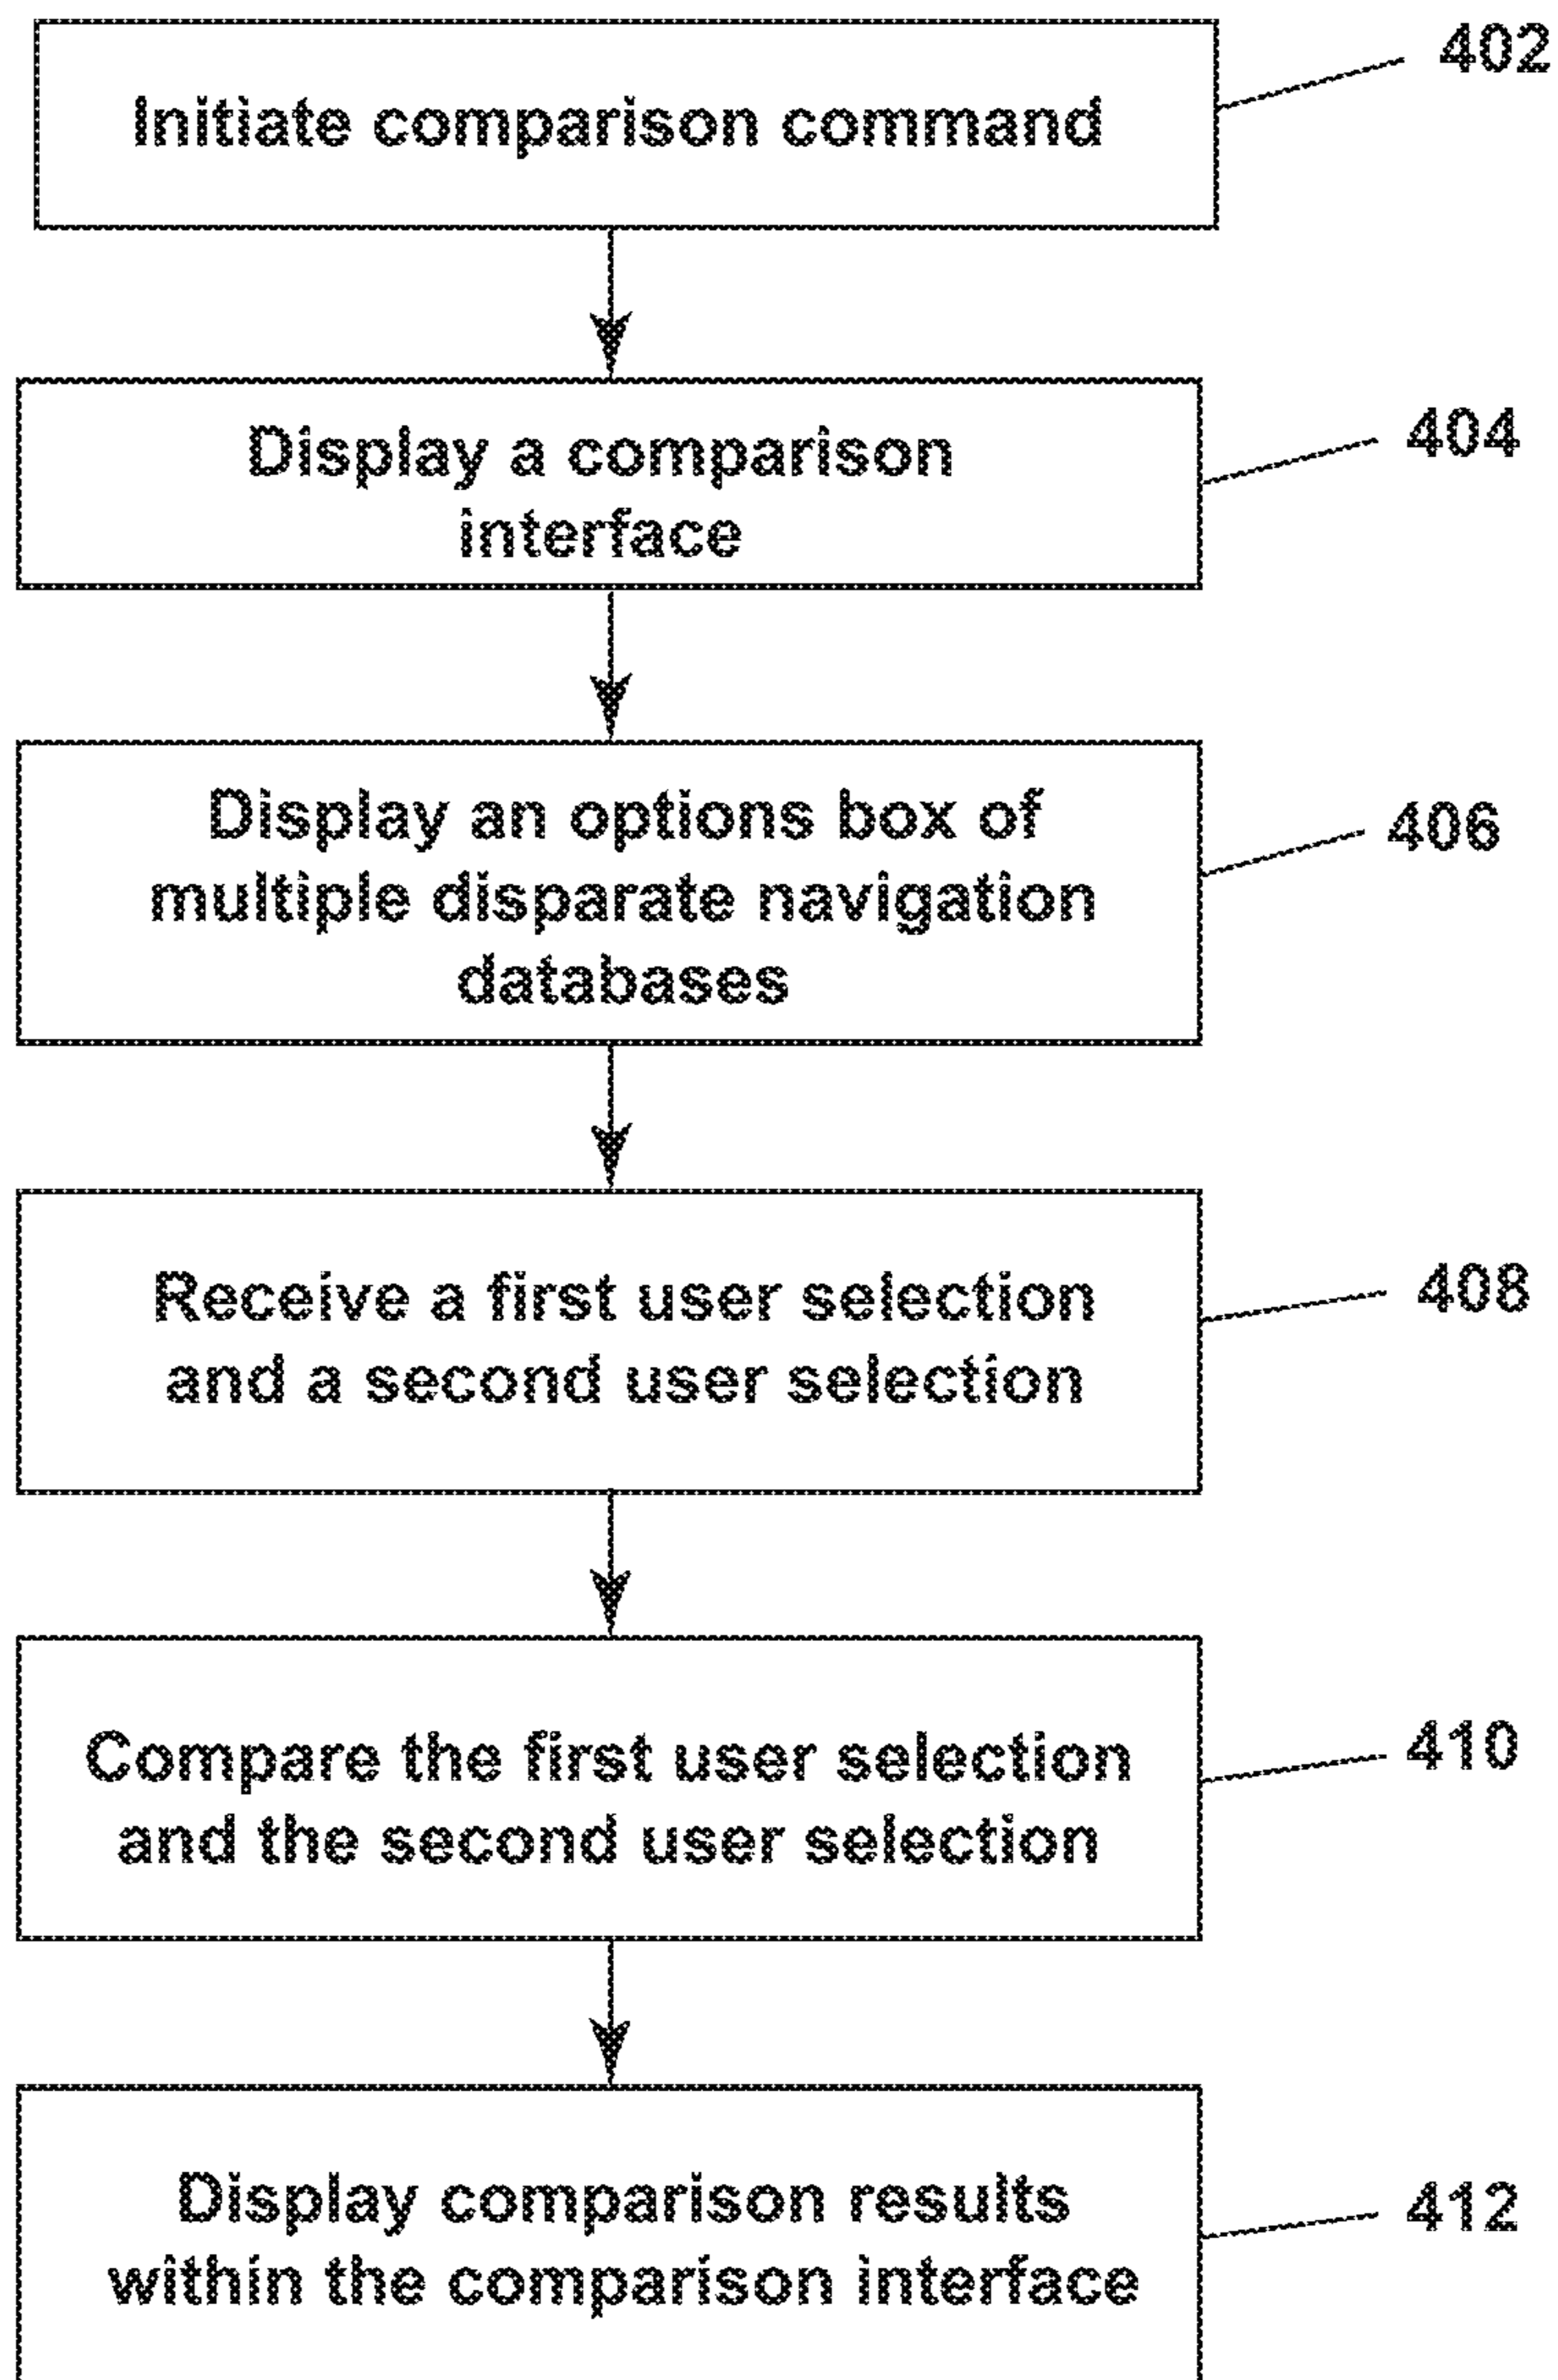 Initiate comparison command
402
Display a comparison
interface
404
Display an options box of
multiple disparate navigation
databases
406
Receive a first user selection
and a second user selection
408
Compare the first user selection
and the second user selection
410
Display comparison results
within the comparison interface
412